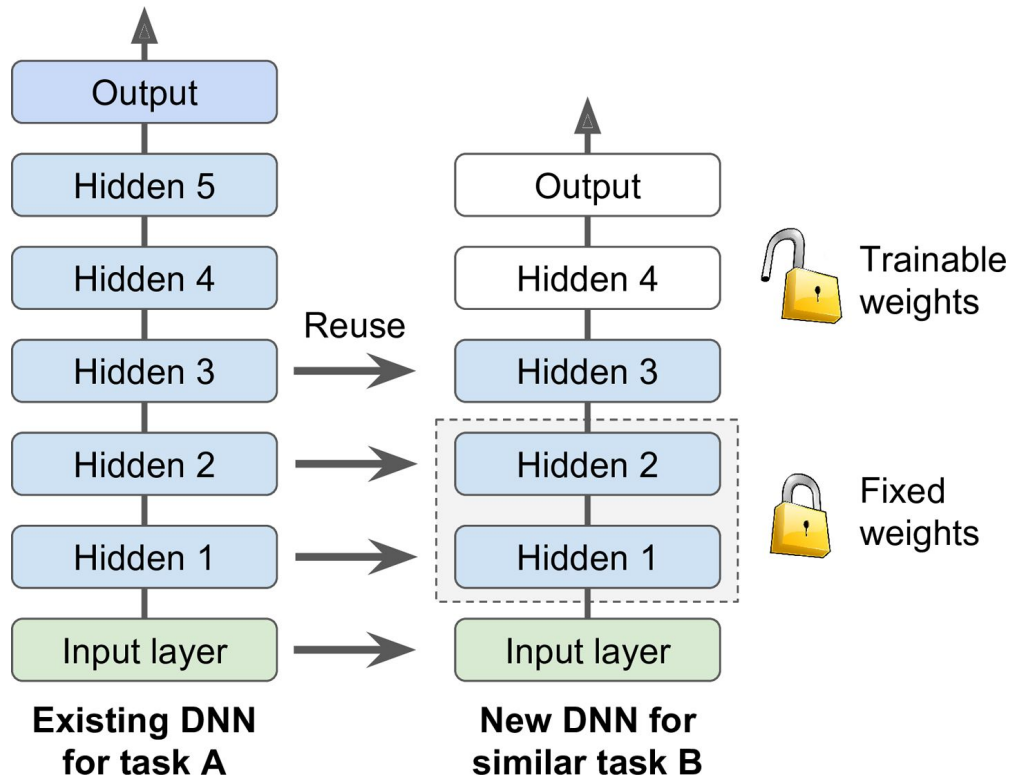 Output
Hidden 5
Hidden 4
Hidden 3
Hidden 2
Hidden 1
Input layer
Existing DNN
for task A
Reuse
Output
Hidden 4
Hidden 3
Hidden 2
Hidden 1
Input layer
New DNN for
similar task B
Trainable
weights
Fixed
weights